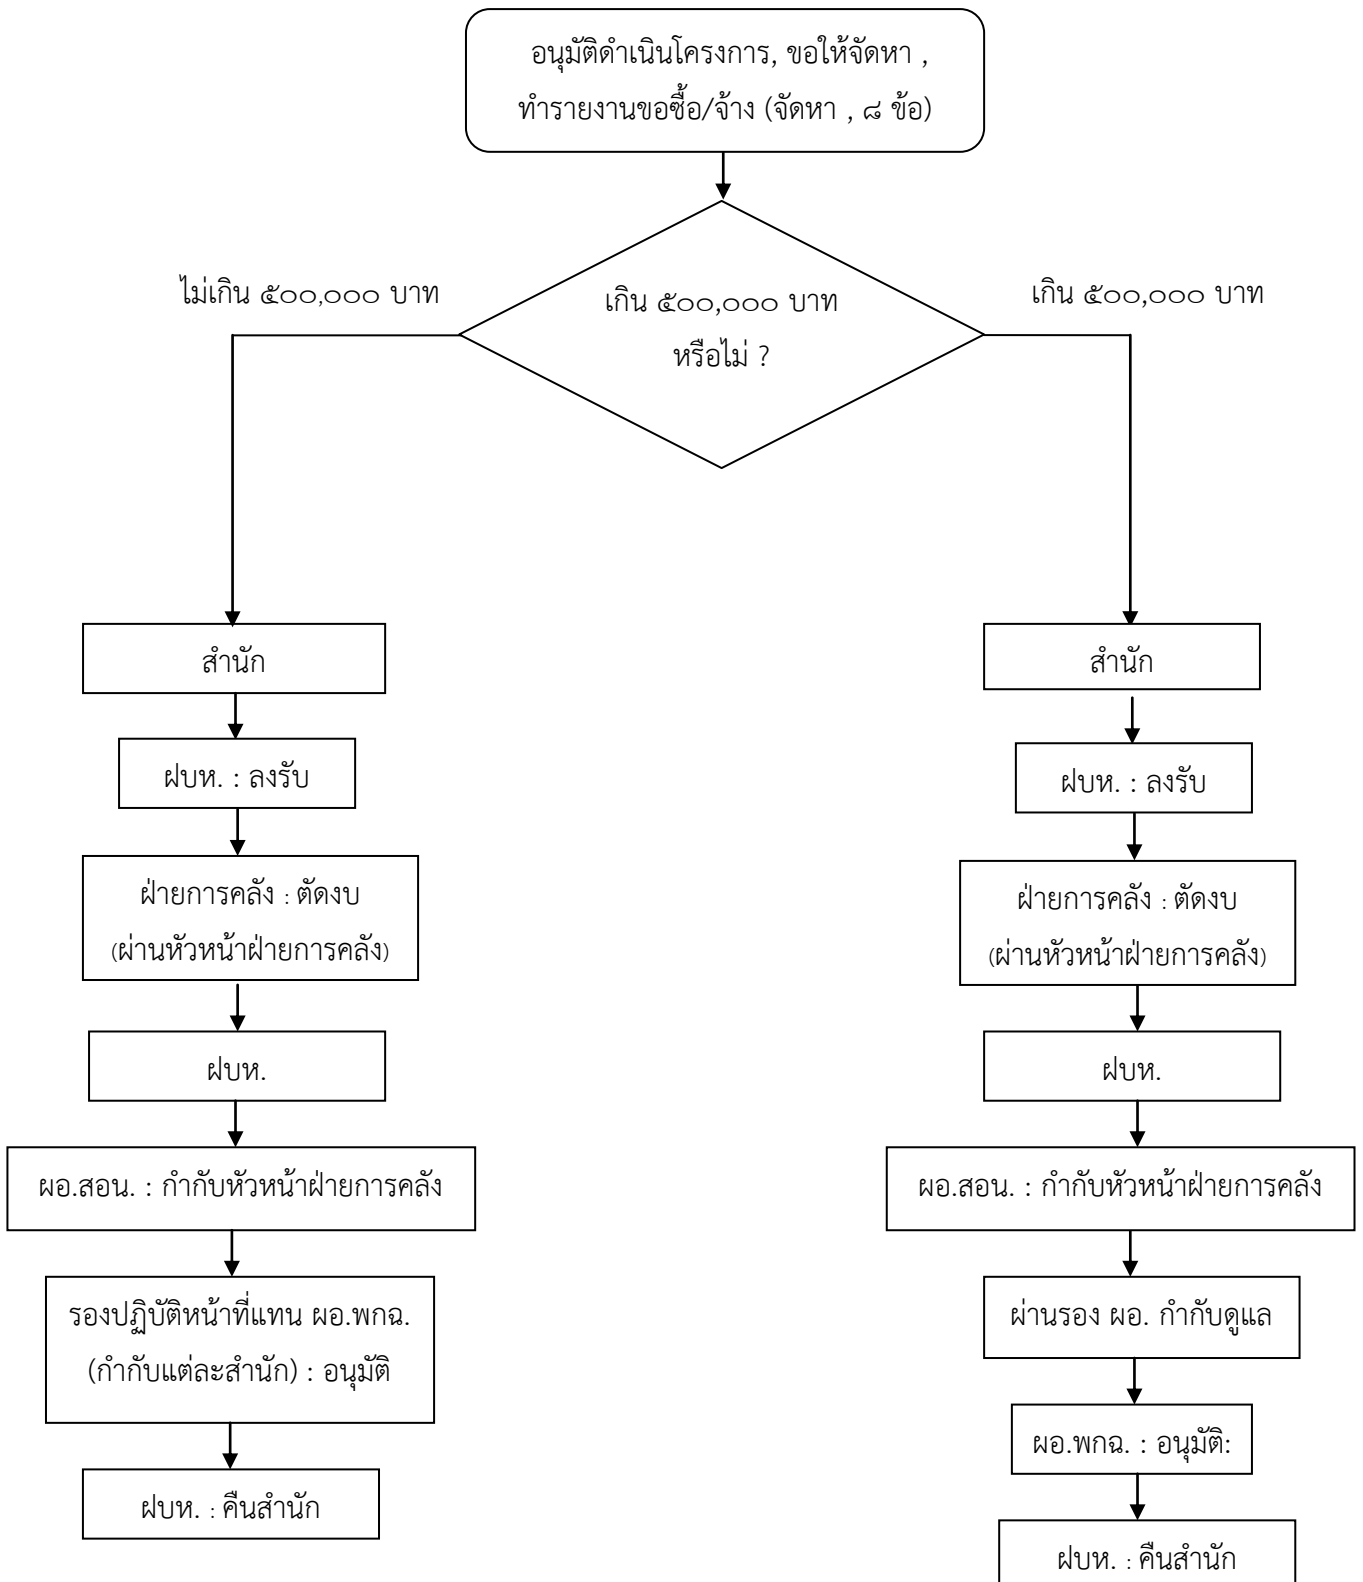 อนุมัติดำเนินโครงการ, ขอให้จัดหา ,
ทำรายงานขอซื้อ/จ้าง (จัดหา , ๘ ข้อ)
ไม่เกิน ๕๐๐,๐๐๐ บาท
เกิน ๕๐๐,๐๐๐ บาท
หรือไม่ ?
เกิน ๕๐๐,๐๐๐ บาท
สำนัก
ฝบห. : ลงรับ
ฝ่ายการคลัง : ตัดงบ
(ผ่านหัวหน้าฝ่ายการคลัง)
ฝบห.
ผอ.สอน. : กำกับหัวหน้าฝ่ายการคลัง
รองปฏิบัติหน้าที่แทน ผอ.พกฉ.
(กำกับแต่ละสำนัก) : อนุมัติ
ฝบห. : คืนสำนัก
สำนัก
ฝบห. : ลงรับ
ฝ่ายการคลัง : ตัดงบ
(ผ่านหัวหน้าฝ่ายการคลัง)
ฝบห.
ผอ.สอน. : กำกับหัวหน้าฝ่ายการคลัง
ผ่านรอง ผอ. กำกับดูแล
ผอ.พกฉ. : อนุมัติ:
ฝบห. : คืนสำนัก